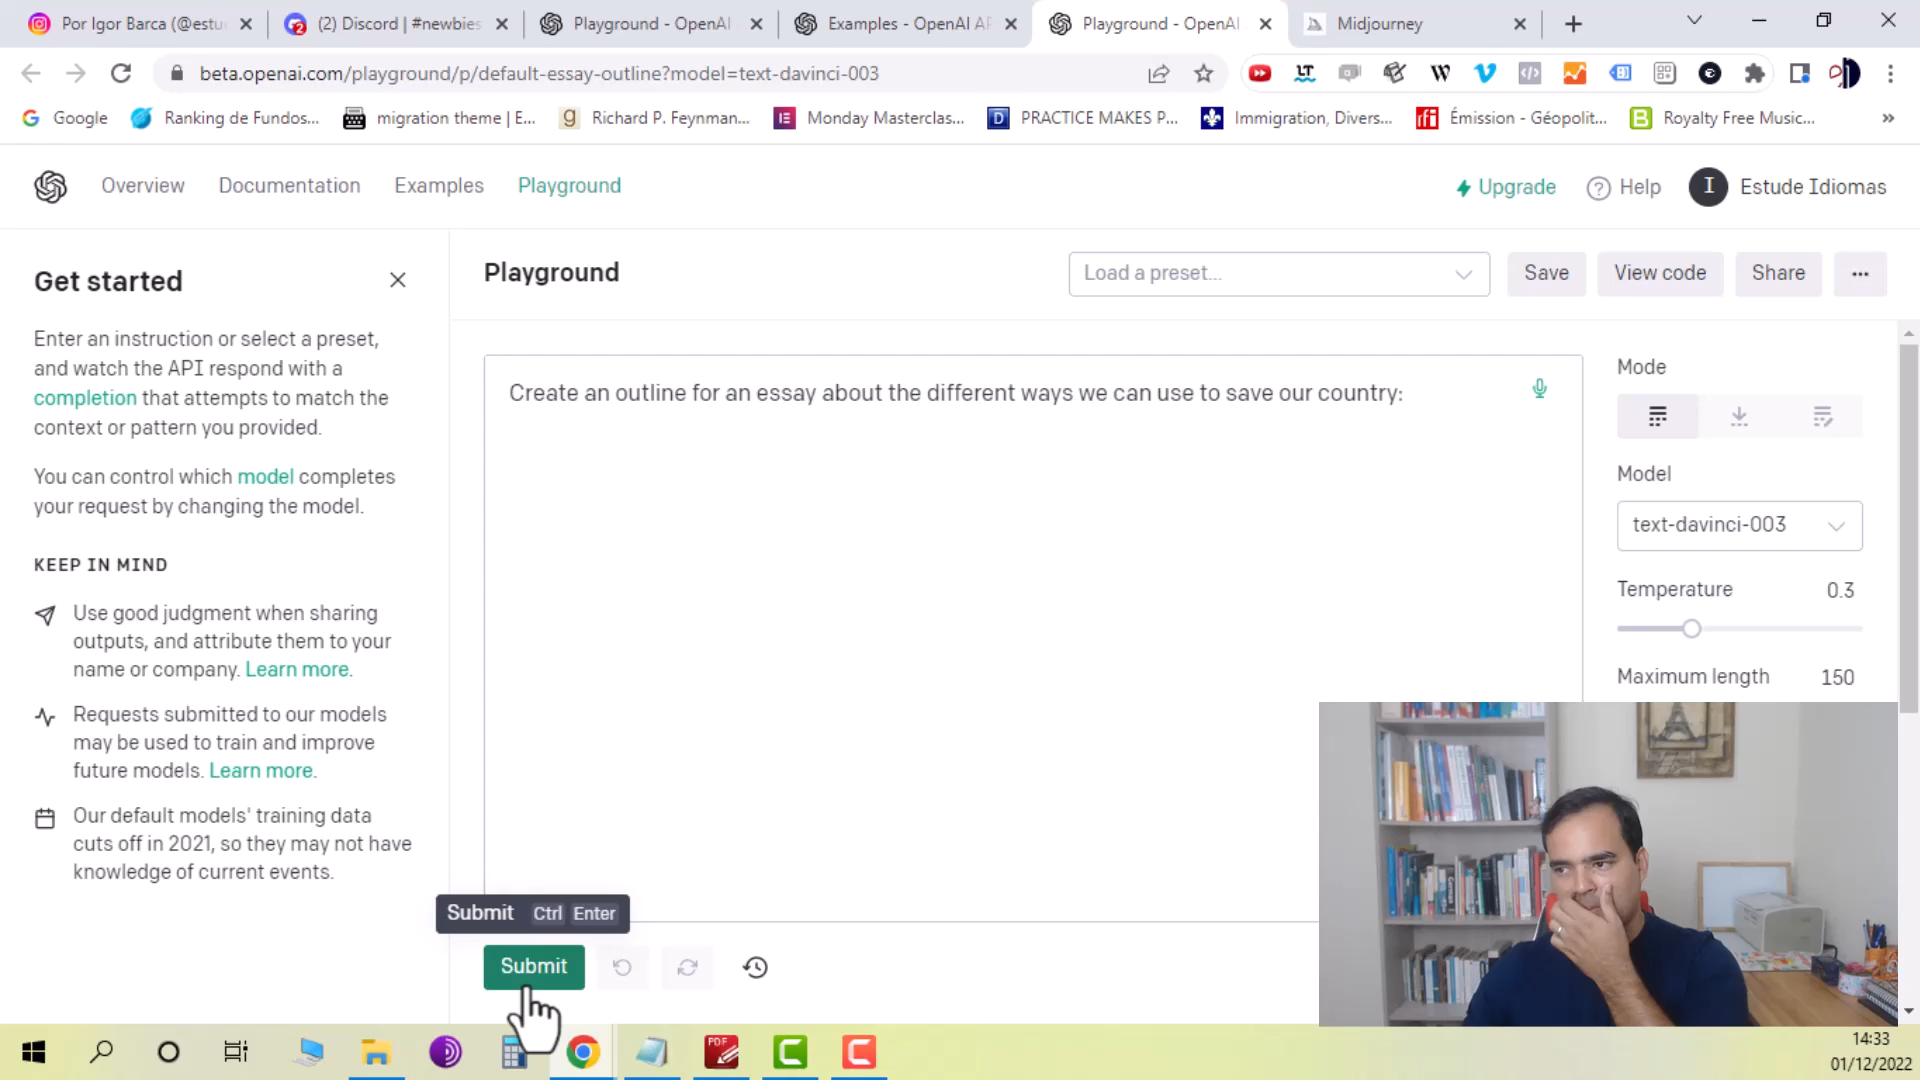 Por Igor Barca (@estu
(2) Discord | #newbies
Playground - OpenAI
Examples - OpenAI AP
Playground - OpenAI
Midjourney
beta.openai.com/playground/p/default-essay-outline?model=text-davinci-003
Google
Ranking de Fundos...
migration theme | E...
Richard P. Feynman...
Monday Masterclas...
PRACTICE MAKES P...
Immigration, Divers...
Émission - Géopolit...
Royalty Free Music...
Overview
Documentation
Examples
Playground
Upgrade
Help
I
Estude Idiomas
Get started
Enter an instruction or select a preset,
and watch the API respond with a
completion that attempts to match the
context or pattern you provided.
You can control which model completes
your request by changing the model.
KEEP IN MIND
Use good judgment when sharing
outputs, and attribute them to your
name or company. Learn more.
Requests submitted to our models
may be used to train and improve
future models. Learn more.
Our default models' training data
cuts off in 2021, so they may not have
knowledge of current events.
Playground
Load a preset...
Save
View code
Share
Create an outline for an essay about the different ways we can use to save our country:
Mode
Model
text-davinci-003
Temperature 0.3
Maximum length 150
Submit Ctrl Enter
Submit
14:33
01/12/2022